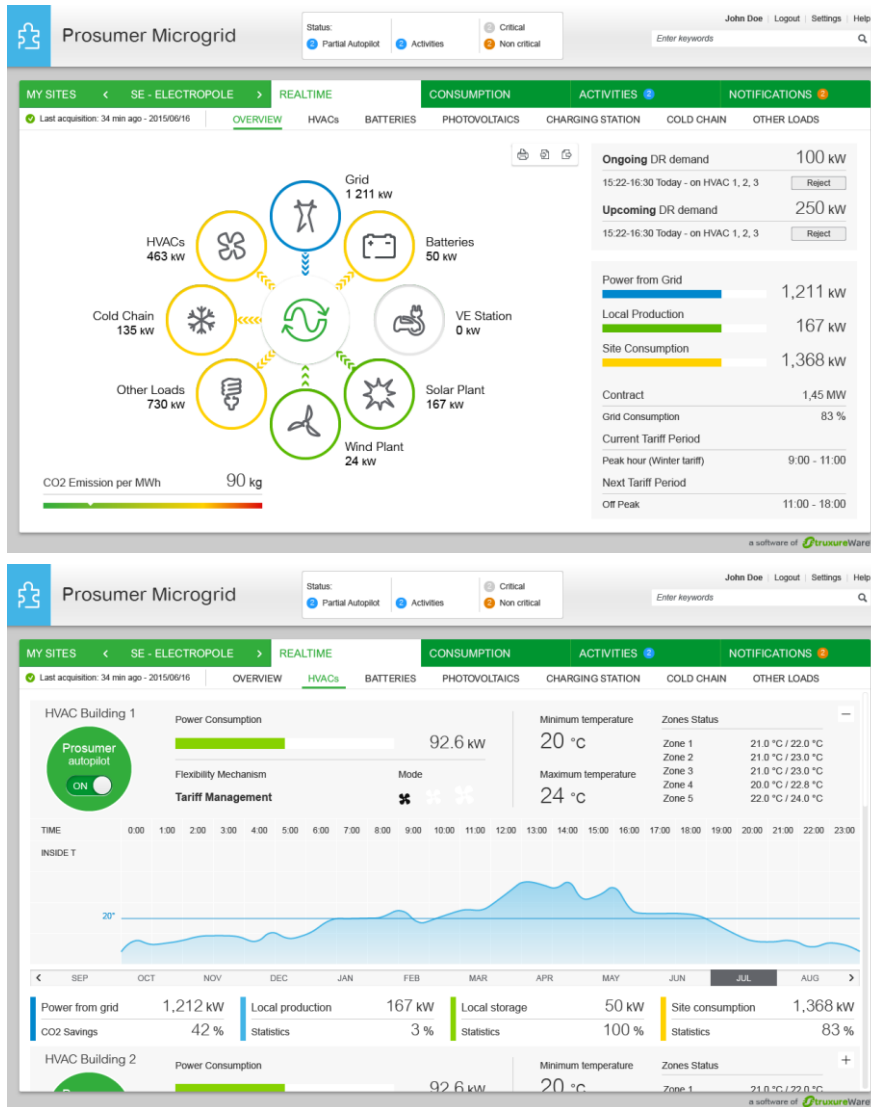 Prosumer Microgrid
Status:
2 Partial Autopilot 2 Activities
2 Critical
2 Non critical
John Doe Logout Settings Help
Enter keywords
MY SITES < SE - ELECTROPOLE > REALTIME CONSUMPTION ACTIVITIES 2 NOTIFICATIONS 2
Last acquisition: 34 min ago - 2015/06/16 OVERVIEW HVACs BATTERIES PHOTOVOLTAICS CHARGING STATION COLD CHAIN OTHER LOADS
Grid
1 211 kW
HVACs
463 kW
Batteries
50 kW
Cold Chain
135 kW
VE Station
0 kW
Other Loads
730 kW
Solar Plant
167 kW
Wind Plant
24 kW
CO2 Emission per MWh 90 kg
Ongoing DR demand 100 kW
15:22-16:30 Today - on HVAC 1, 2, 3 Reject
Upcoming DR demand 250 kW
15:22-16:30 Today - on HVAC 1, 2, 3 Reject
Power from Grid
1,211 kW
Local Production
167 kW
Site Consumption
1,368 kW
Contract 1,45 MW
Grid Consumption 83 %
Current Tariff Period
Peak hour (Winter tariff) 9:00 - 11:00
Next Tariff Period
Off Peak 11:00 - 18:00
a software of StruxureWare
Prosumer Microgrid
Status:
2 Partial Autopilot 2 Activities
2 Critical
2 Non critical
John Doe Logout Settings Help
Enter keywords
MY SITES < SE - ELECTROPOLE > REALTIME CONSUMPTION ACTIVITIES 2 NOTIFICATIONS 2
Last acquisition: 34 min ago - 2015/06/16 OVERVIEW HVACs BATTERIES PHOTOVOLTAICS CHARGING STATION COLD CHAIN OTHER LOADS
HVAC Building 1
Prosumer
autopilot
ON
Power Consumption
92.6 kW
Flexibility Mechanism Mode
Tariff Management
Minimum temperature
20 °C
Maximum temperature
24 °C
Zones Status
Zone 1 21.0 °C / 22.0 °C
Zone 2 21.0 °C / 23.0 °C
Zone 3 21.0 °C / 23.0 °C
Zone 4 20.0 °C / 22.8 °C
Zone 5 22.0 °C / 24.0 °C
TIME 0:00 1:00 2:00 3:00 4:00 5:00 6:00 7:00 8:00 9:00 10:00 11:00 12:00 13:00 14:00 15:00 16:00 17:00 18:00 19:00 20:00 21:00 22:00 23:00
INSIDE T
20°
< SEP OCT NOV DEC JAN FEB MAR APR MAY JUN JUL AUG >
Power from grid 1,212 kW Local production 167 kW Local storage 50 kW Site consumption 1,368 kW
CO2 Savings 42 % Statistics 3 % Statistics 100 % Statistics 83 %
HVAC Building 2
Power Consumption Minimum temperature Zones Status
92.6 kW 20 °C Zone 1 21.0 °C / 22.0 °C
a software of StruxureWare